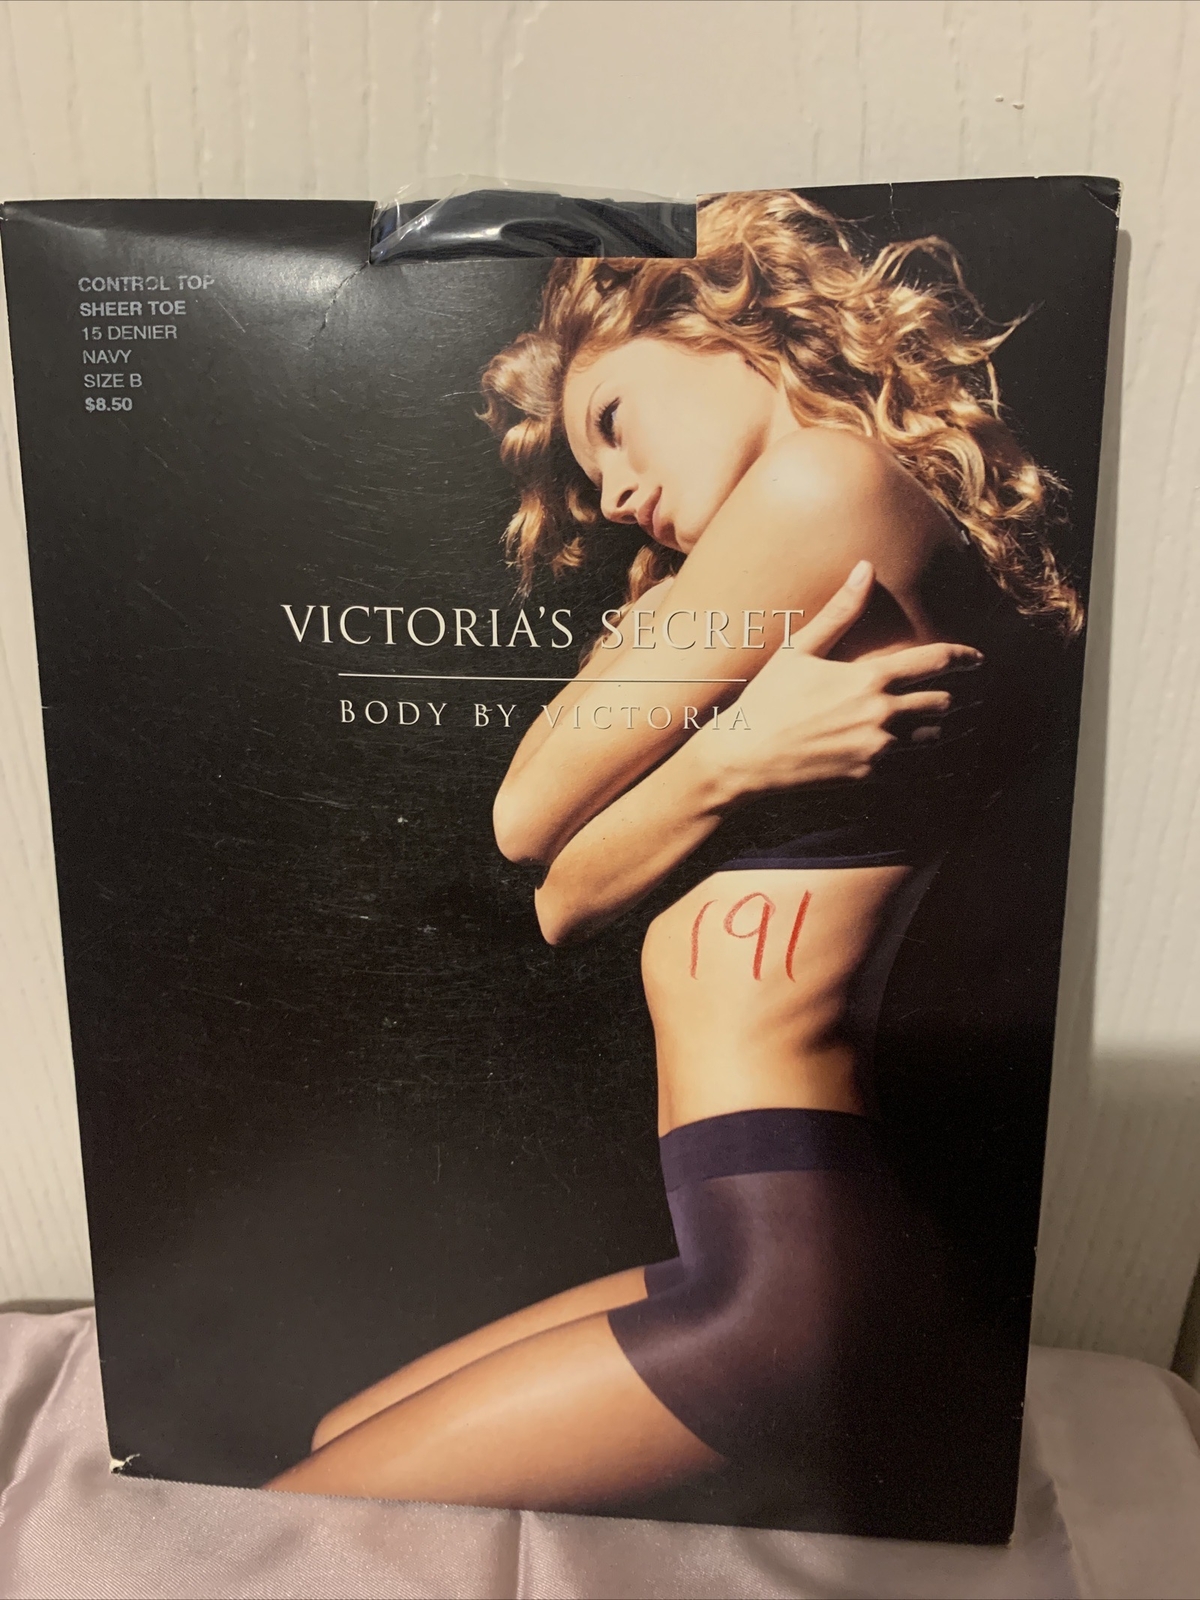 CONTROL TOP
SHEER TOE
15 DENIER
NAVY
SIZE B
$8.50
VICTORIA'S SECRET
BODY BY VICTORIA
191